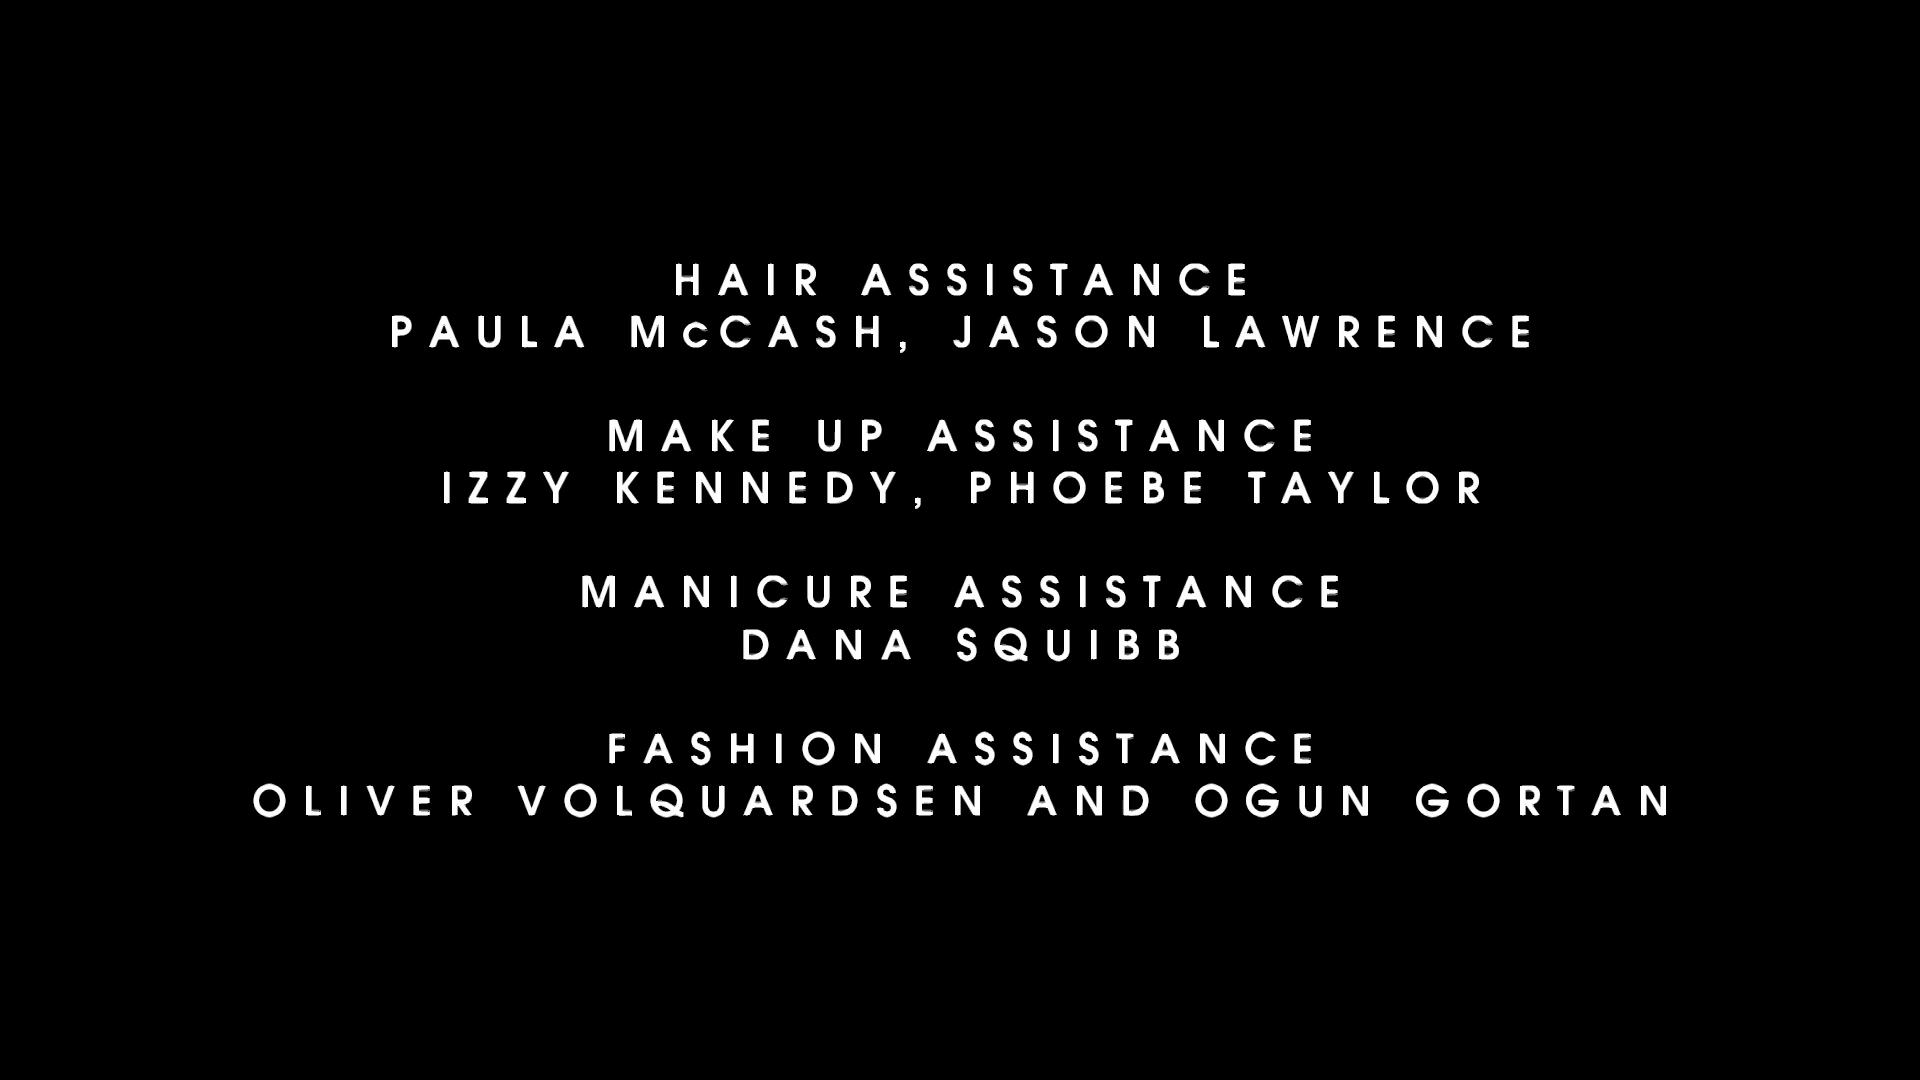 HAIR ASSISTANCE
PAULA McCASH, JASON LAWRENCE
MAKE UP ASSISTANCE
IZZY KENNEDY, PHOEBE TAYLOR
MANICURE ASSISTANCE
DANA SQUIBB
FASHION ASSISTANCE
OLIVER VOLQUARDSEN AND OGUN GORTAN